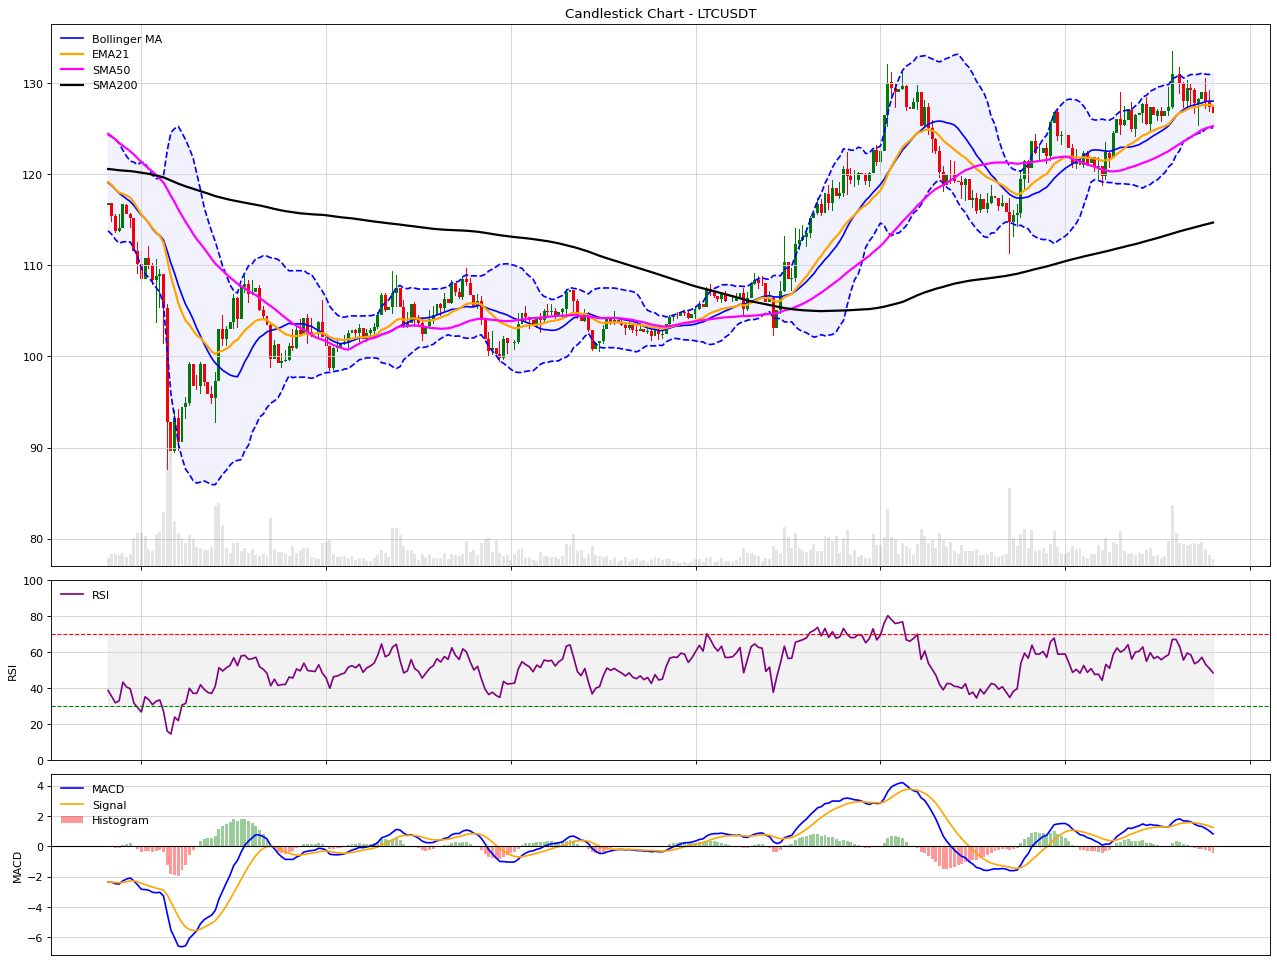 Candlestick Chart - LTCUSDT
Bollinger MA
EMA21
SMA50
SMA200
130
120
110
100
90
80
RSI
100
80
60
40
20
0
RSI
MACD
Signal
Histogram
4
2
0
−2
−4
−6
MACD